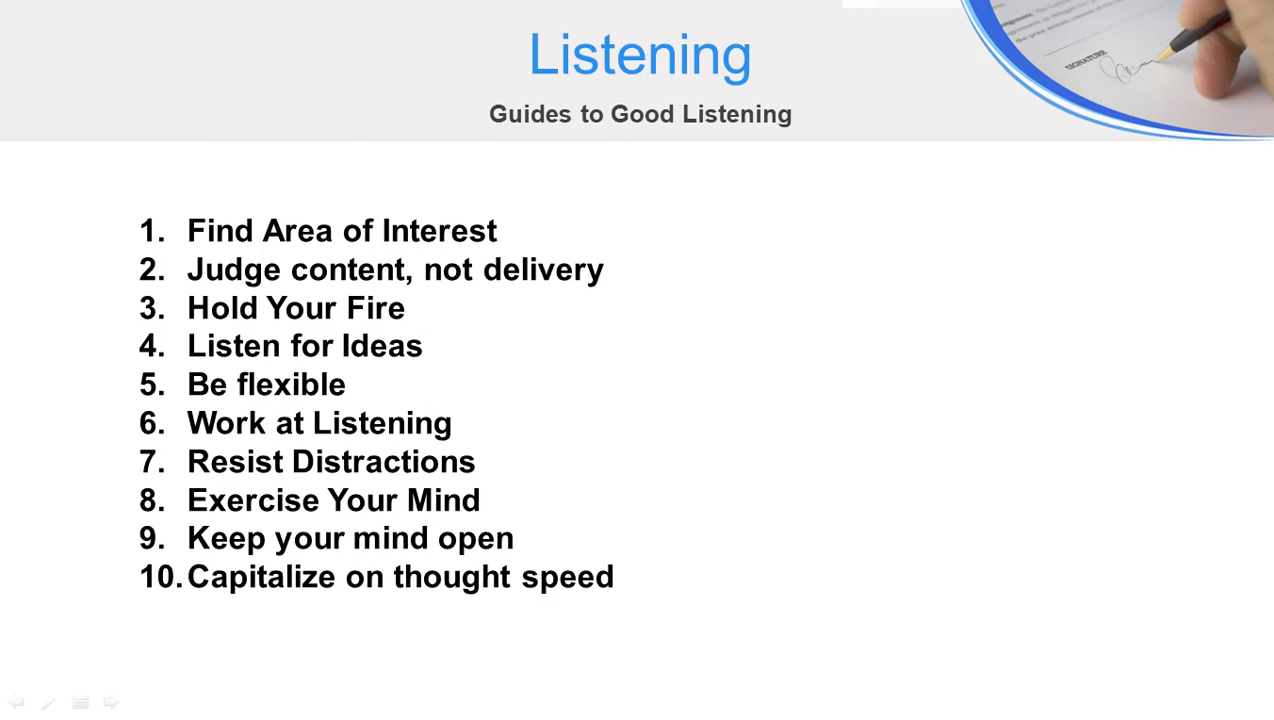 Listening
Guides to Good Listening
SIGNATURE
1. Find Area of Interest
2. Judge content, not delivery
3. Hold Your Fire
4. Listen for Ideas
5. Be flexible
6. Work at Listening
7. Resist Distractions
8. Exercise Your Mind
9. Keep your mind open
10. Capitalize on thought speed